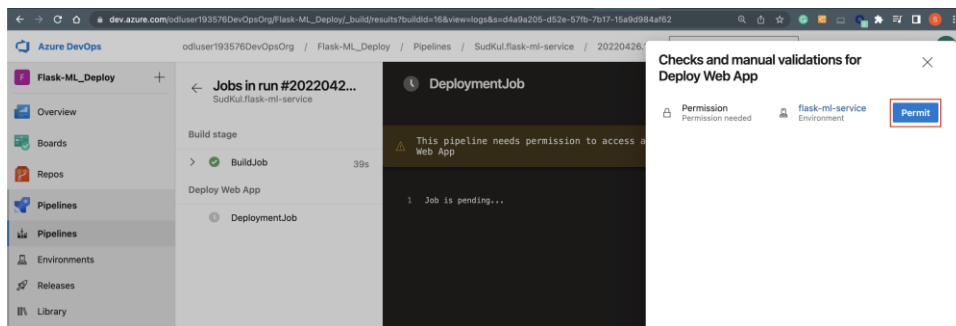 dev.azure.com/odluser193576DevOpsOrg/Flask-ML_Deploy/_build/results?buildId=16&view=logs&s=d4a9a205-d52e-57fb-7b17-15a9d984af62
Azure DevOps
odluser193576DevOpsOrg / Flask-ML_Deploy / Pipelines / SudKul.flask-ml-service / 20220426.
F Flask-ML_Deploy
Overview
Boards
Repos
Pipelines
Pipelines
Environments
Releases
Library
Jobs in run #2022042...
SudKul.flask-ml-service
Build stage
BuildJob 39s
Deploy Web App
DeploymentJob
DeploymentJob
This pipeline needs permission to access a
Web App
1 Job is pending...
Checks and manual validations for
Deploy Web App
Permission
Permission needed
flask-ml-service
Environment
Permit